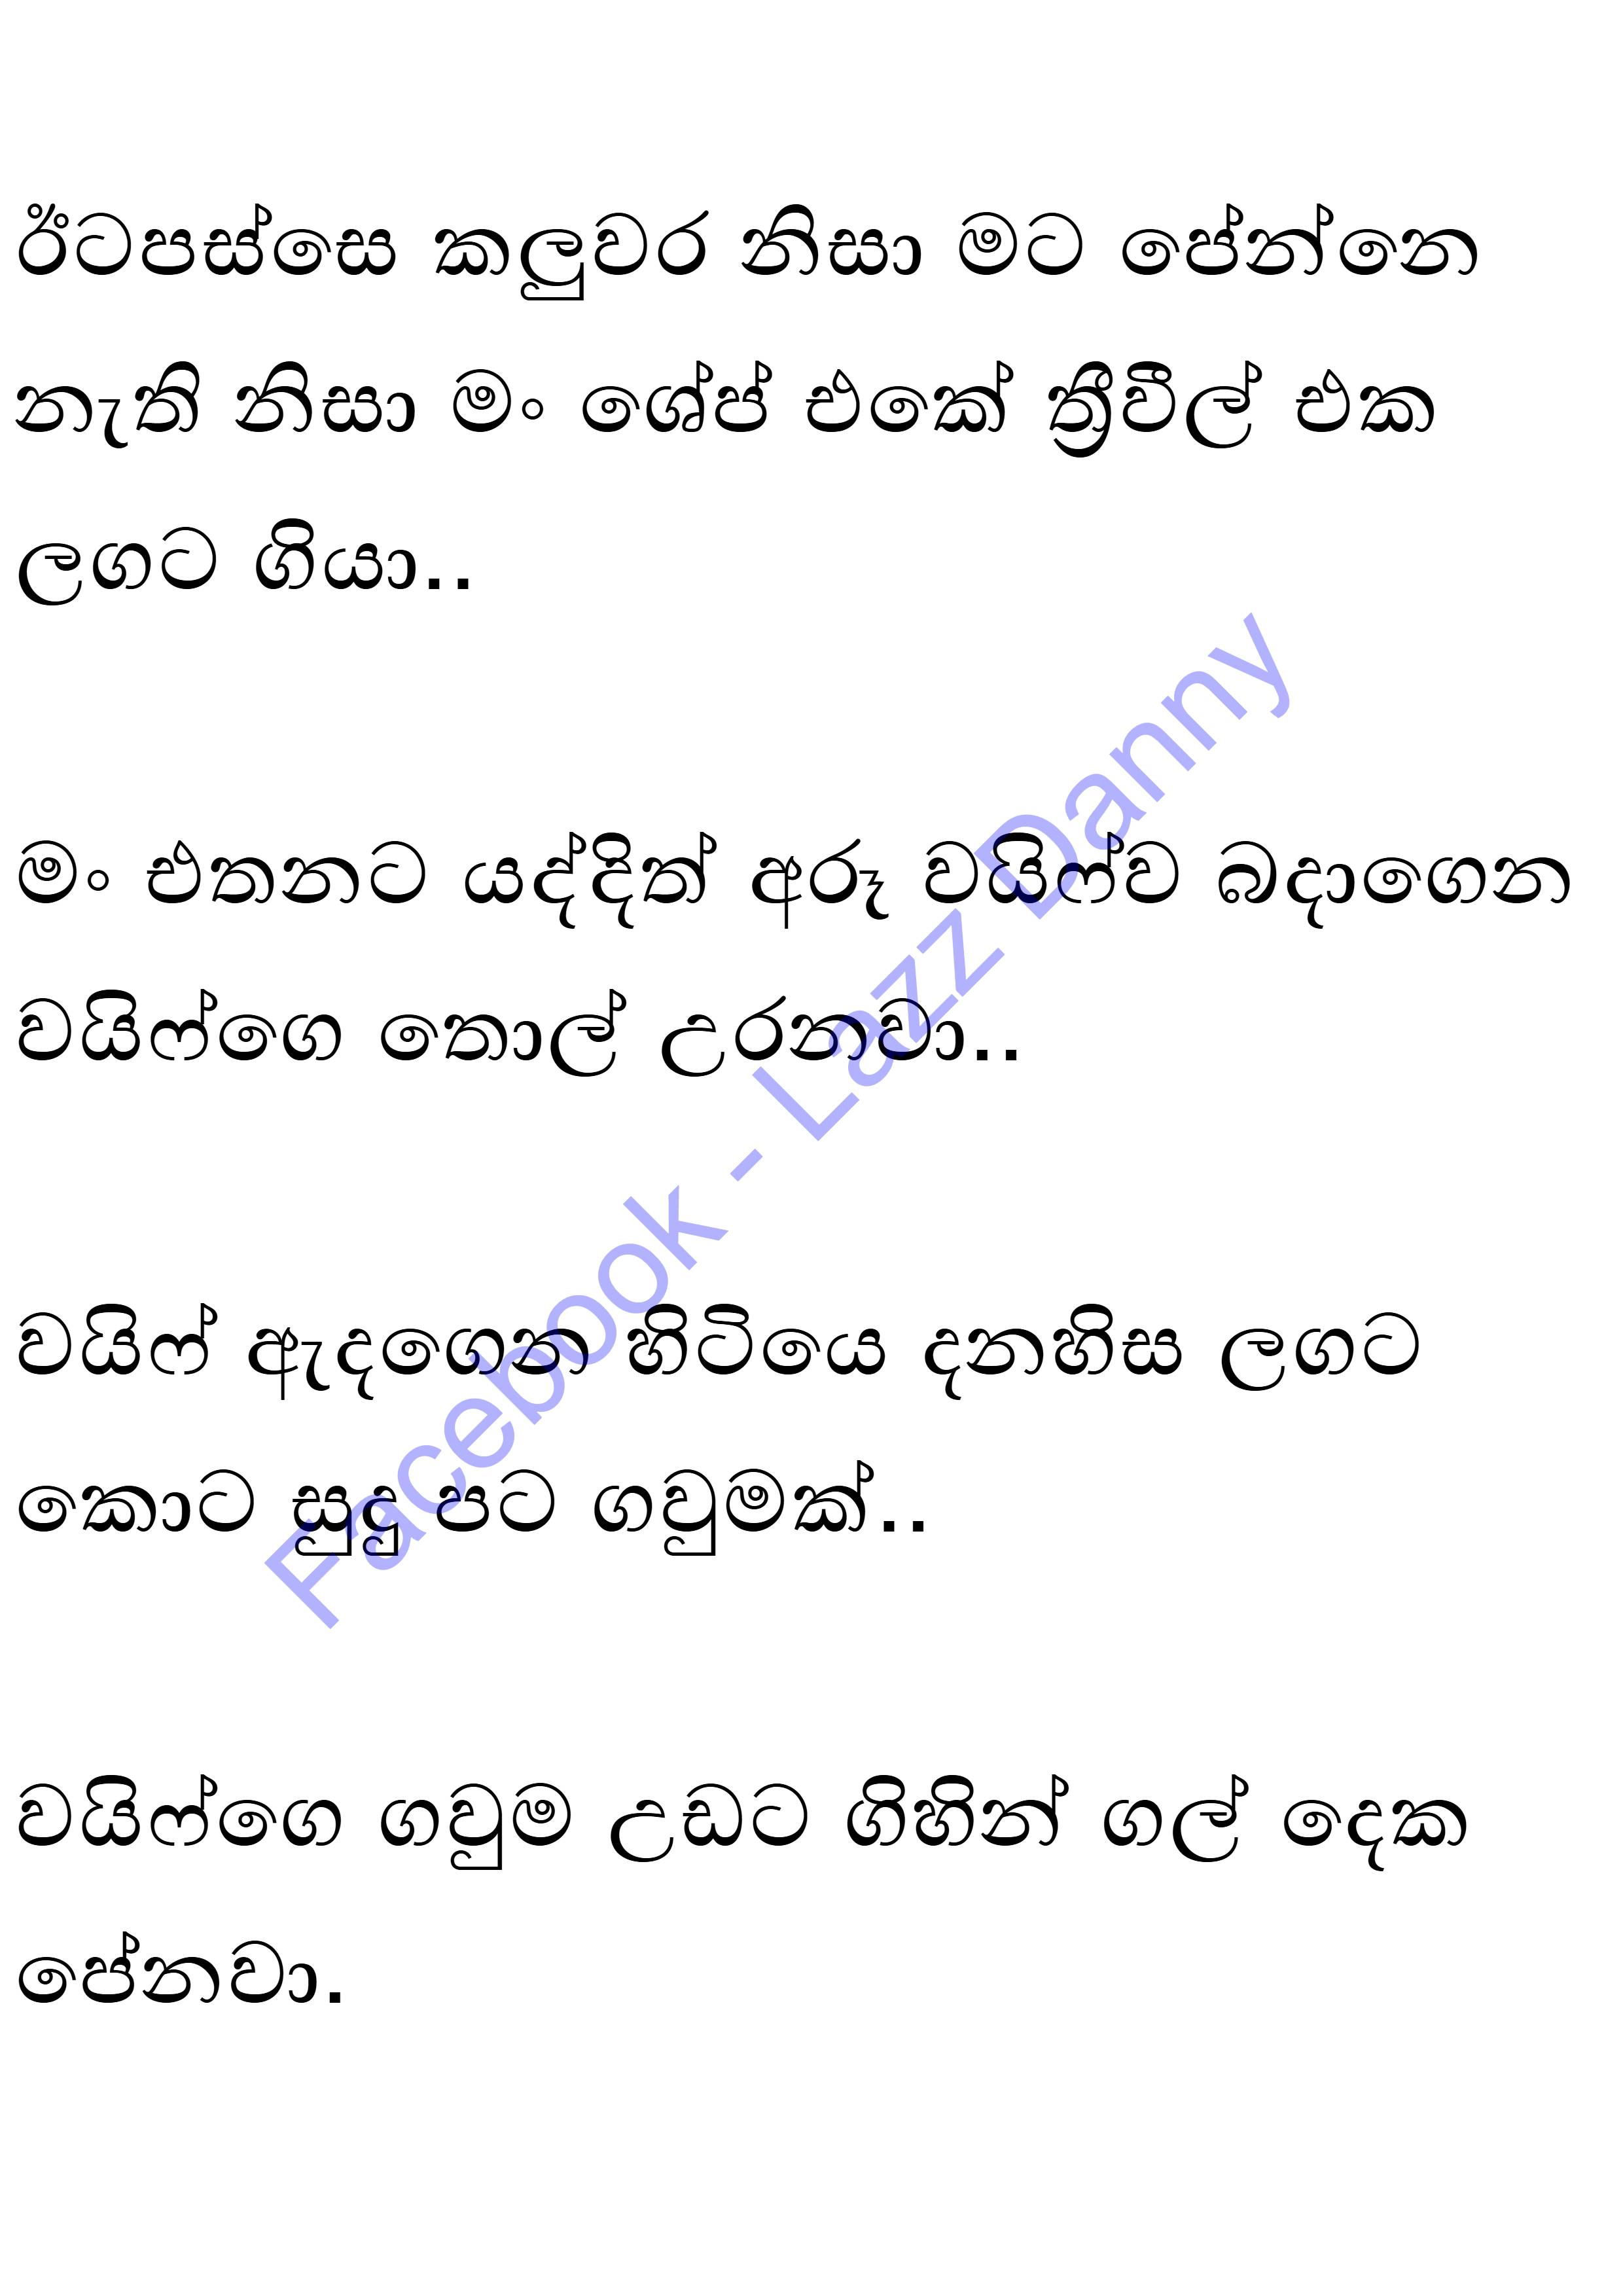 ඊටපස්සෙ කලුවර නිසා මට පේන්නෙ
නැති නිසා මං ශේප් එකේ ත්‍රීවිල් එක
ලගට ගියා..
මං එතනට යද්දිත් අරූ වයිෆ්ව බදාගෙන
වයිෆ්ගෙ තොල් උරනවා..
වයිෆ් ඇදගෙන හිටියෙ දනහිස ලගට
කොට සුදු පට ගවුමක්..
වයිෆ්ගෙ ගවුම උඩට ගිහින් ගල් දෙක
පේනවා.
Facebook - Lazz Danny